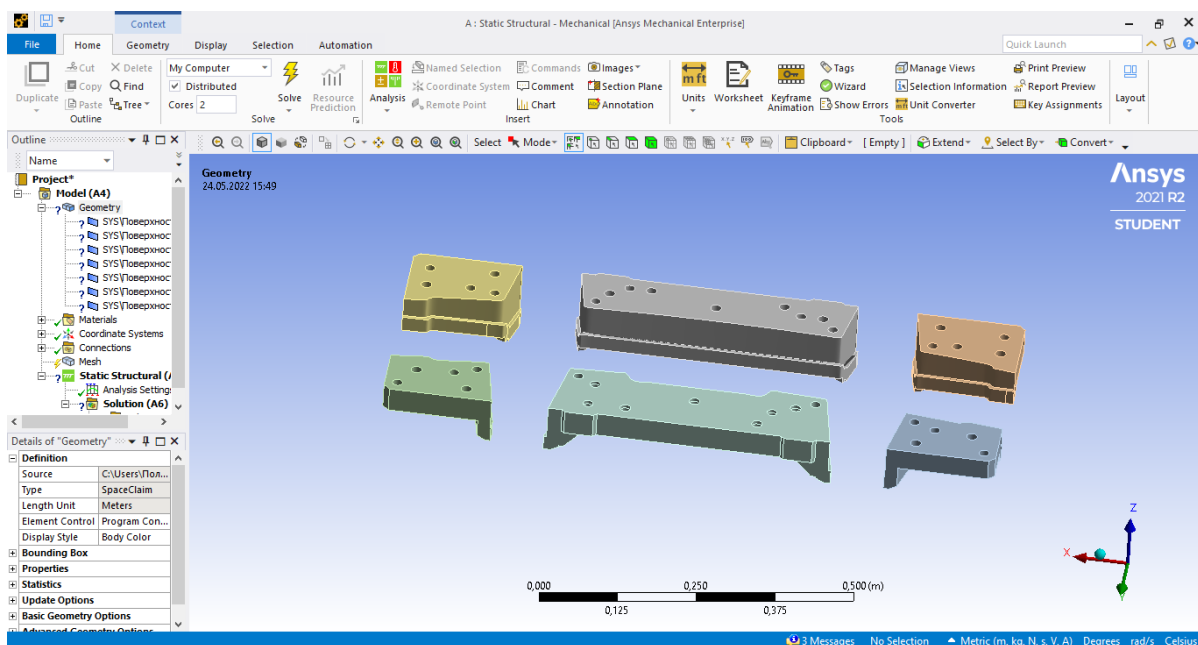 Context
A : Static Structural - Mechanical [Ansys Mechanical Enterprise]
File Home Geometry Display Selection Automation
Quick Launch
Duplicate
Cut Delete
Copy Find
Paste Tree
Outline
My Computer
Distributed
Cores 2
Solve
Resource Prediction
Solve
Analysis
Named Selection Commands Images
Coordinate System Comment Section Plane
Remote Point Chart Annotation
Insert
Units Worksheet Keyframe Animation
Tags Manage Views Print Preview
Wizard Selection Information Report Preview
Show Errors Unit Converter Key Assignments
Tools
Layout
Outline
Select Mode Clipboard [ Empty ] Extend Select By Convert
Name
Project*
Model (A4)
Geometry
SYS\Поверхнос
SYS\Поверхнос
SYS\Поверхнос
SYS\Поверхнос
SYS\Поверхнос
SYS\Поверхнос
SYS\Поверхнос
Materials
Coordinate Systems
Connections
Mesh
Static Structural (
Analysis Setting
Solution (A6)
Geometry
24.05.2022 15:49
Ansys
2021 R2
STUDENT
Details of "Geometry"
Definition
Source C:\Users\Пол...
Type SpaceClaim
Length Unit Meters
Element Control Program Con...
Display Style Body Color
Bounding Box
Properties
Statistics
Update Options
Basic Geometry Options
Advanced Geometry Options
0,000 0,250 0,500 (m)
0,125 0,375
Z
X
Y
3 Messages No Selection Metric (m, kg, N, s, V, A) Degrees rad/s Celsius